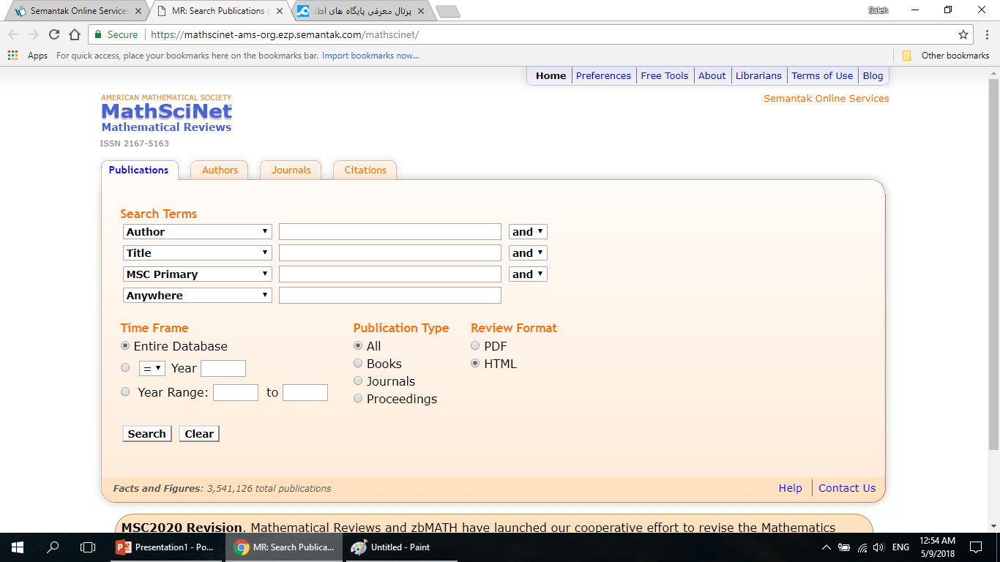 Semantak Online Services
MR: Search Publications
پرتال معرفی پایگاه های
Saleh
Secure
https://mathscinet-ams-org.ezp.semantak.com/mathscinet/
Apps For quick access, place your bookmarks here on the bookmarks bar. Import bookmarks now...
Other bookmarks
Home Preferences Free Tools About Librarians Terms of Use Blog
AMERICAN MATHEMATICAL SOCIETY
MathSciNet
Mathematical Reviews
ISSN 2167-5163
Semantak Online Services
Publications Authors Journals Citations
Search Terms
Author and
Title and
MSC Primary and
Anywhere
Time Frame Publication Type Review Format
Entire Database All PDF
= Year Books HTML
Year Range: to Journals
Proceedings
Search Clear
Facts and Figures: 3,541,126 total publications Help Contact Us
MSC2020 Revision. Mathematical Reviews and zbMATH have launched our cooperative effort to revise the Mathematics
Presentation1 - Po...
MR: Search Publica...
Untitled - Paint
ENG
12:54 AM
5/9/2018